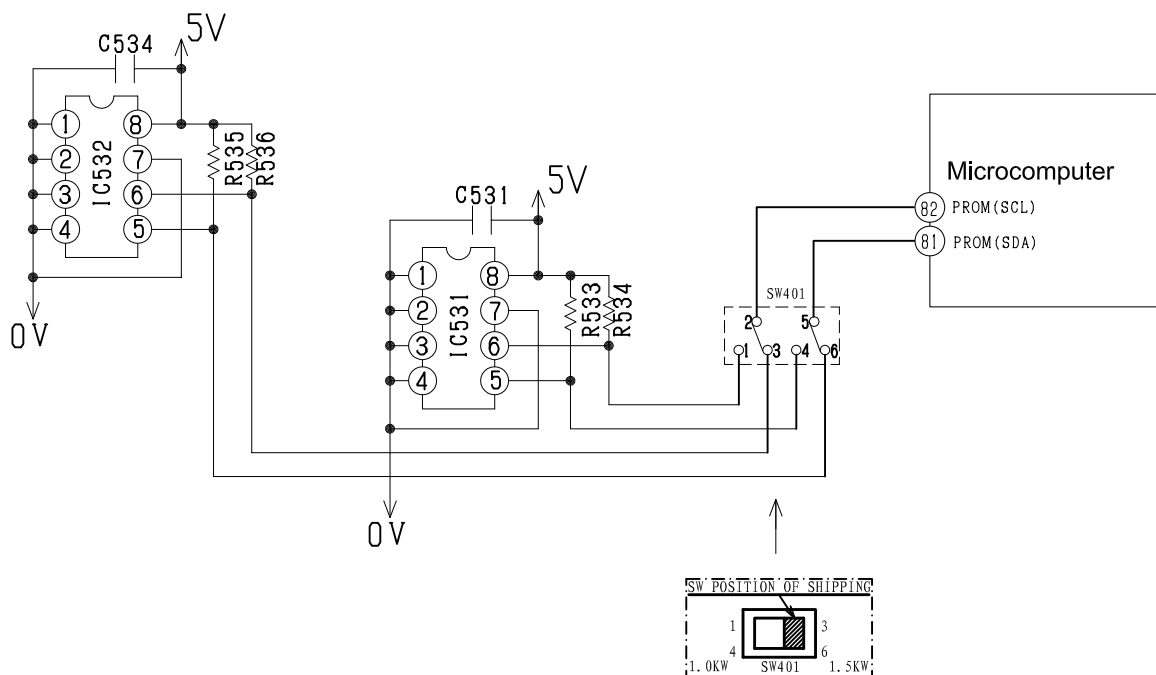 5V
C534
1
2
3
4
8
7
6
5
IC532
R535
R536
0V
5V
C531
1
2
3
4
8
7
6
5
IC531
R533
R534
0V
Microcomputer
82 PROM(SCL)
81 PROM(SDA)
SW401
2 5
1 3 4 6
SW POSITION OF SHIPPING
1 3
4 6
1.0KW SW401 1.5KW